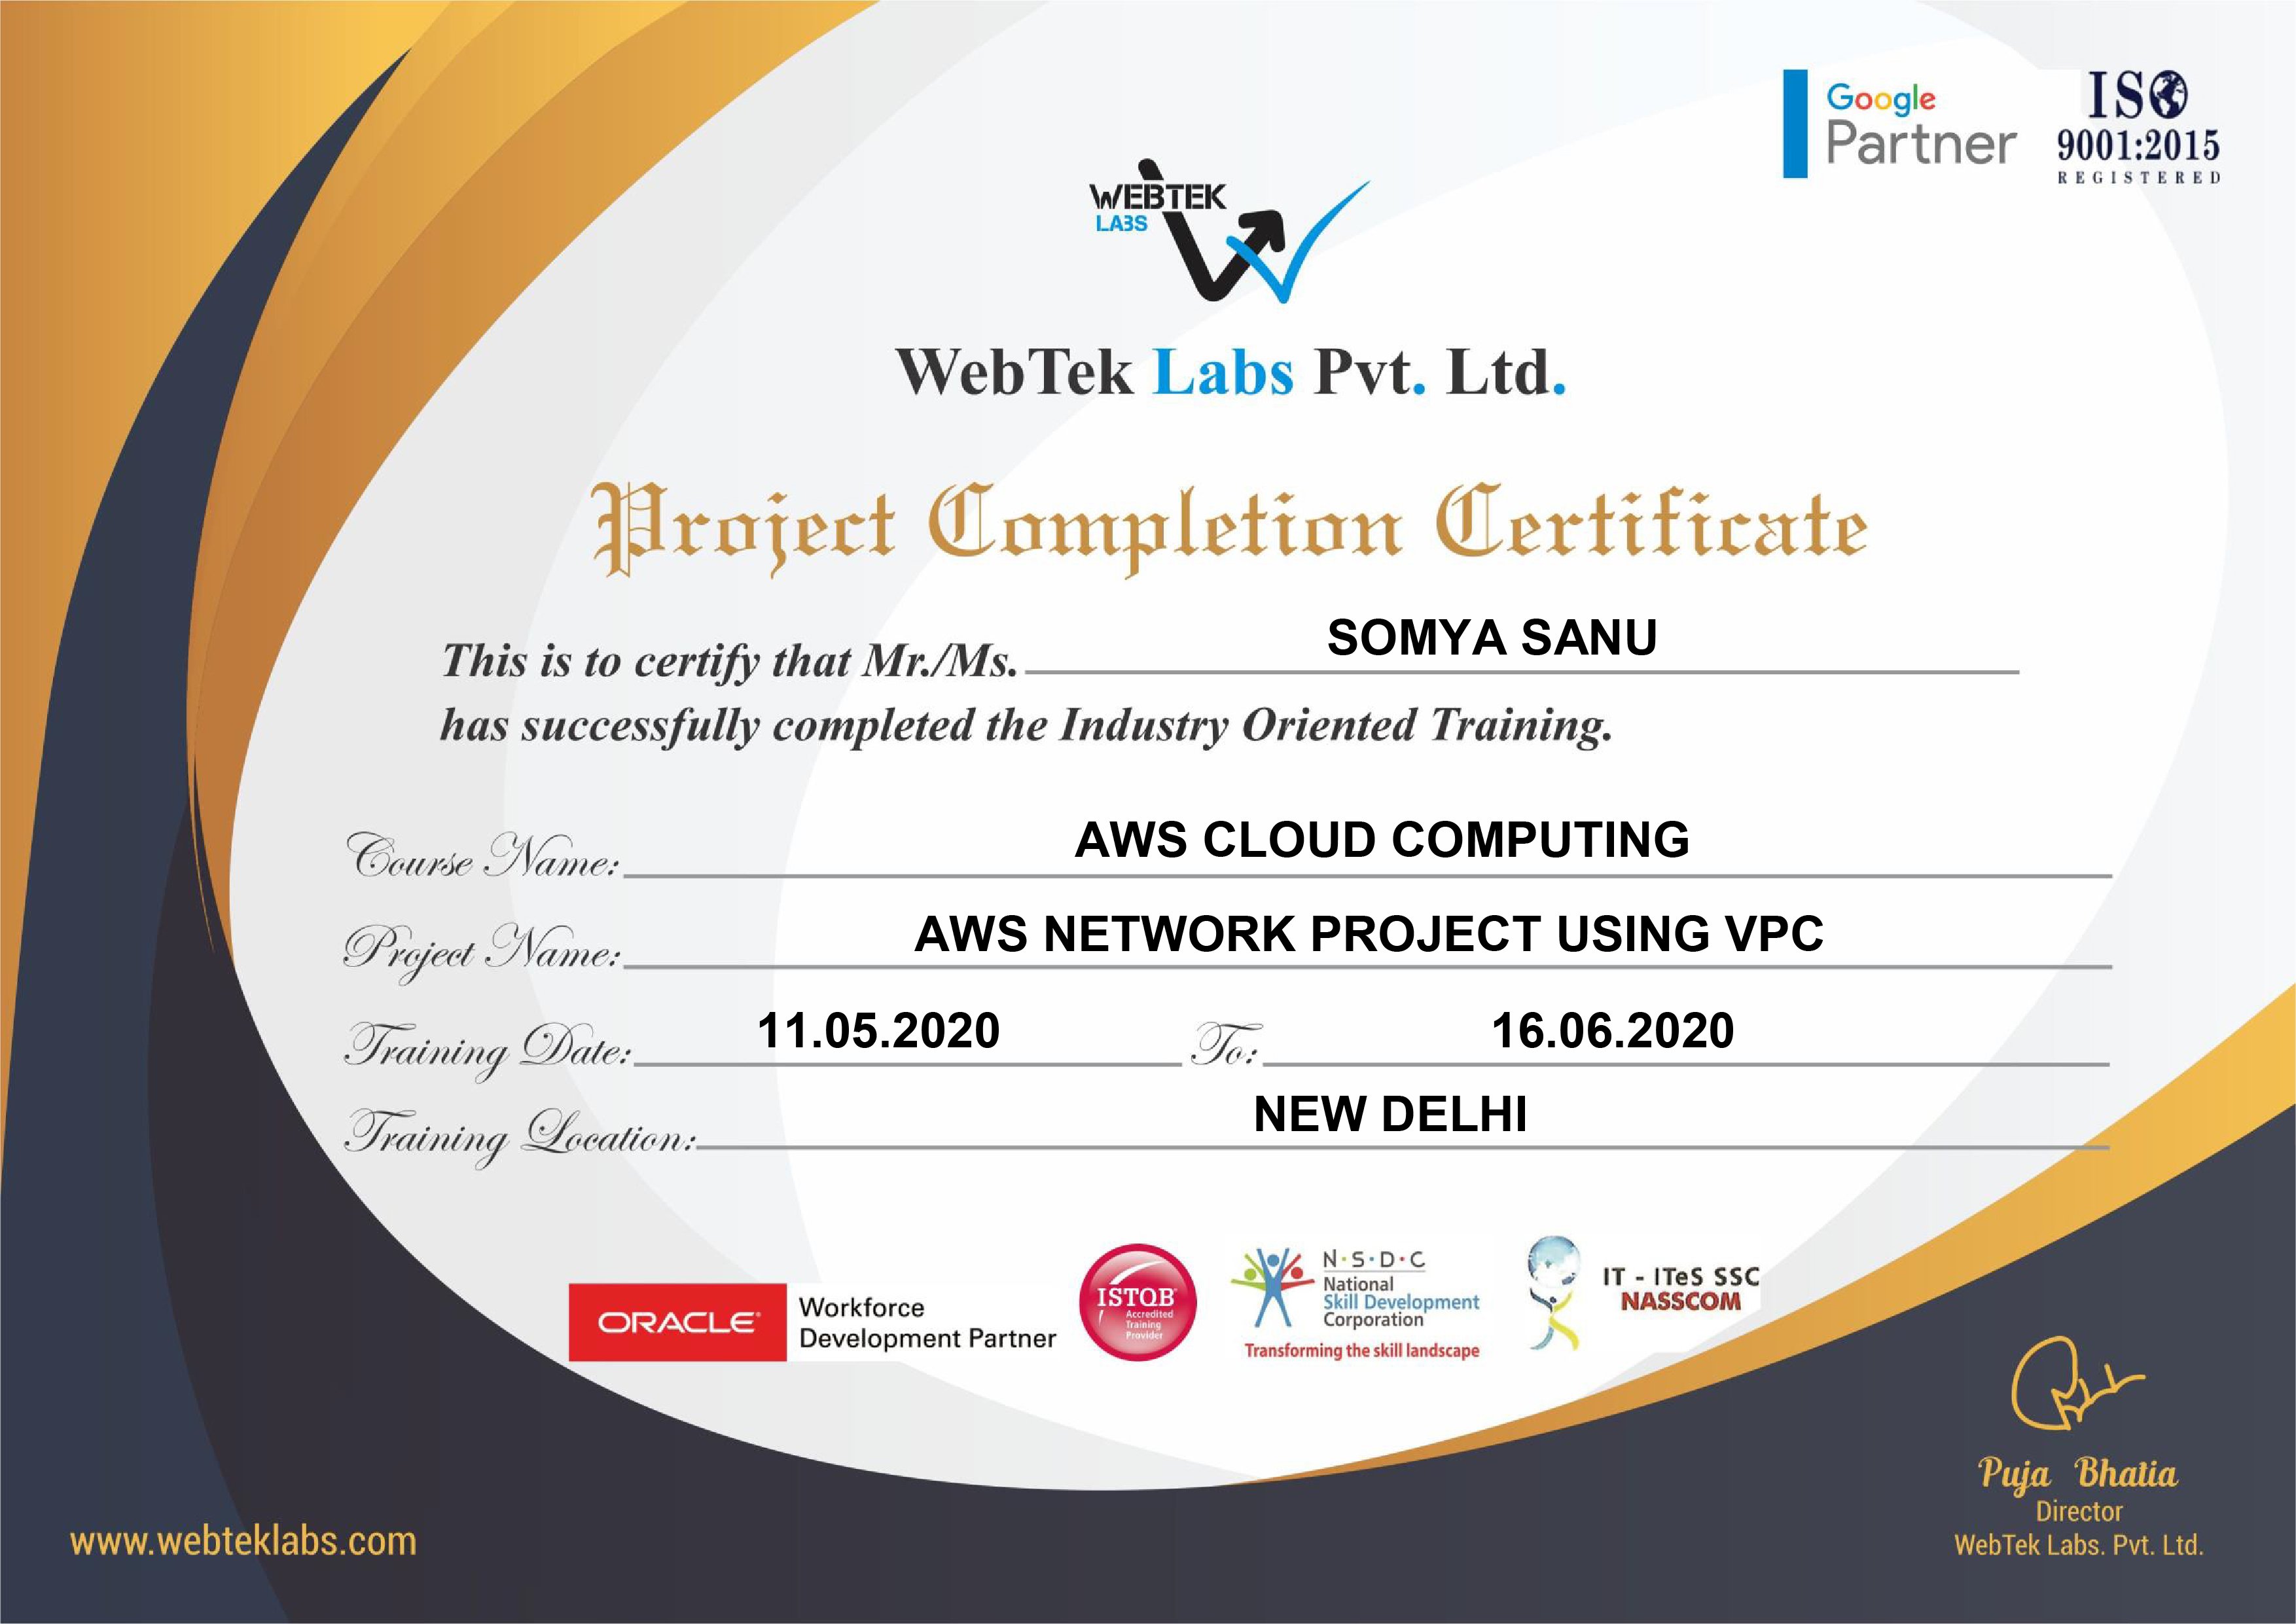 Google
Partner
ISO
9001:2015
REGISTERED
WEBTEK
LABS
WebTek Labs Pvt. Ltd.
Project Completion Certificate
This is to certify that Mr./Ms. SOMYA SANU
has successfully completed the Industry Oriented Training.
Course Name: AWS CLOUD COMPUTING
Project Name: AWS NETWORK PROJECT USING VPC
Training Date: 11.05.2020 To: 16.06.2020
Training Location: NEW DELHI
ORACLE®
Workforce
Development Partner
ISTQB
Accredited
Training
Provider
N·S·D·C
National
Skill Development
Corporation
Transforming the skill landscape
IT - ITeS SSC
NASSCOM
Puja Bhatia
Director
WebTek Labs. Pvt. Ltd.
www.webteklabs.com